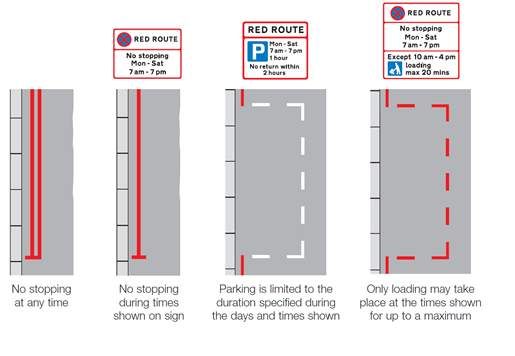 RED ROUTE
No stopping
Mon - Sat
7 am - 7 pm
RED ROUTE
P
Mon - Sat
7 am - 7 pm
1 hour
No return within
2 hours
RED ROUTE
No stopping
Mon - Sat
7 am - 7 pm
Except 10 am - 4 pm
loading
max 20 mins
No stopping
at any time
No stopping
during times
shown on sign
Parking is limited to the
duration specified during
the days and times shown
Only loading may take
place at the times shown
for up to a maximum